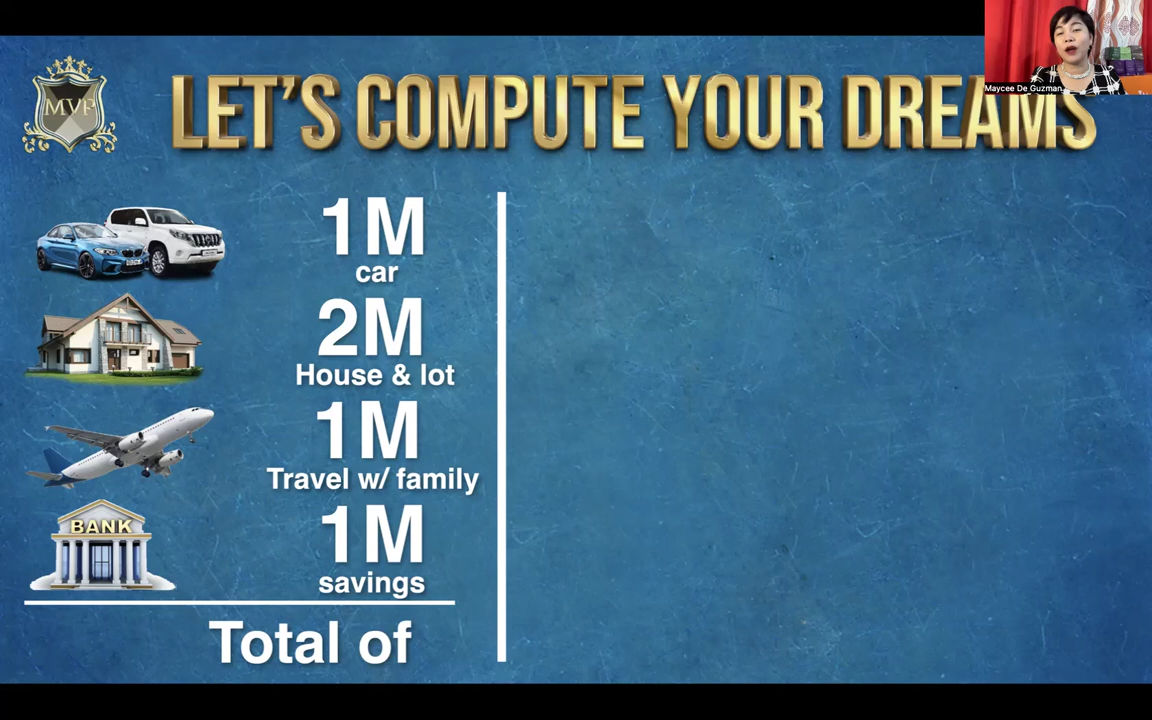 MVP
LET'S COMPUTE YOUR DREAMS
Maycee De Guzman
1M
car
2M
House & lot
1M
Travel w/ family
BANK
1M
savings
Total of